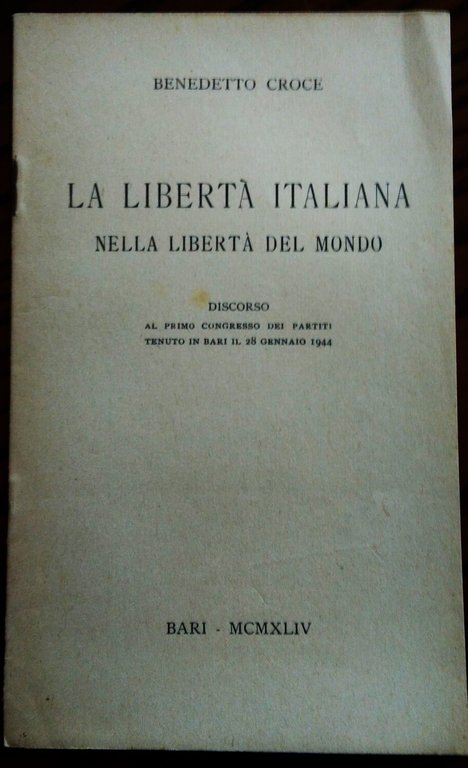 BENEDETTO CROCE
LA LIBERTÀ ITALIANA
NELLA LIBERTÀ DEL MONDO
DISCORSO
AL PRIMO CONGRESSO DEI PARTITI
TENUTO IN BARI IL 28 GENNAIO 1944
BARI - MCMXLIV